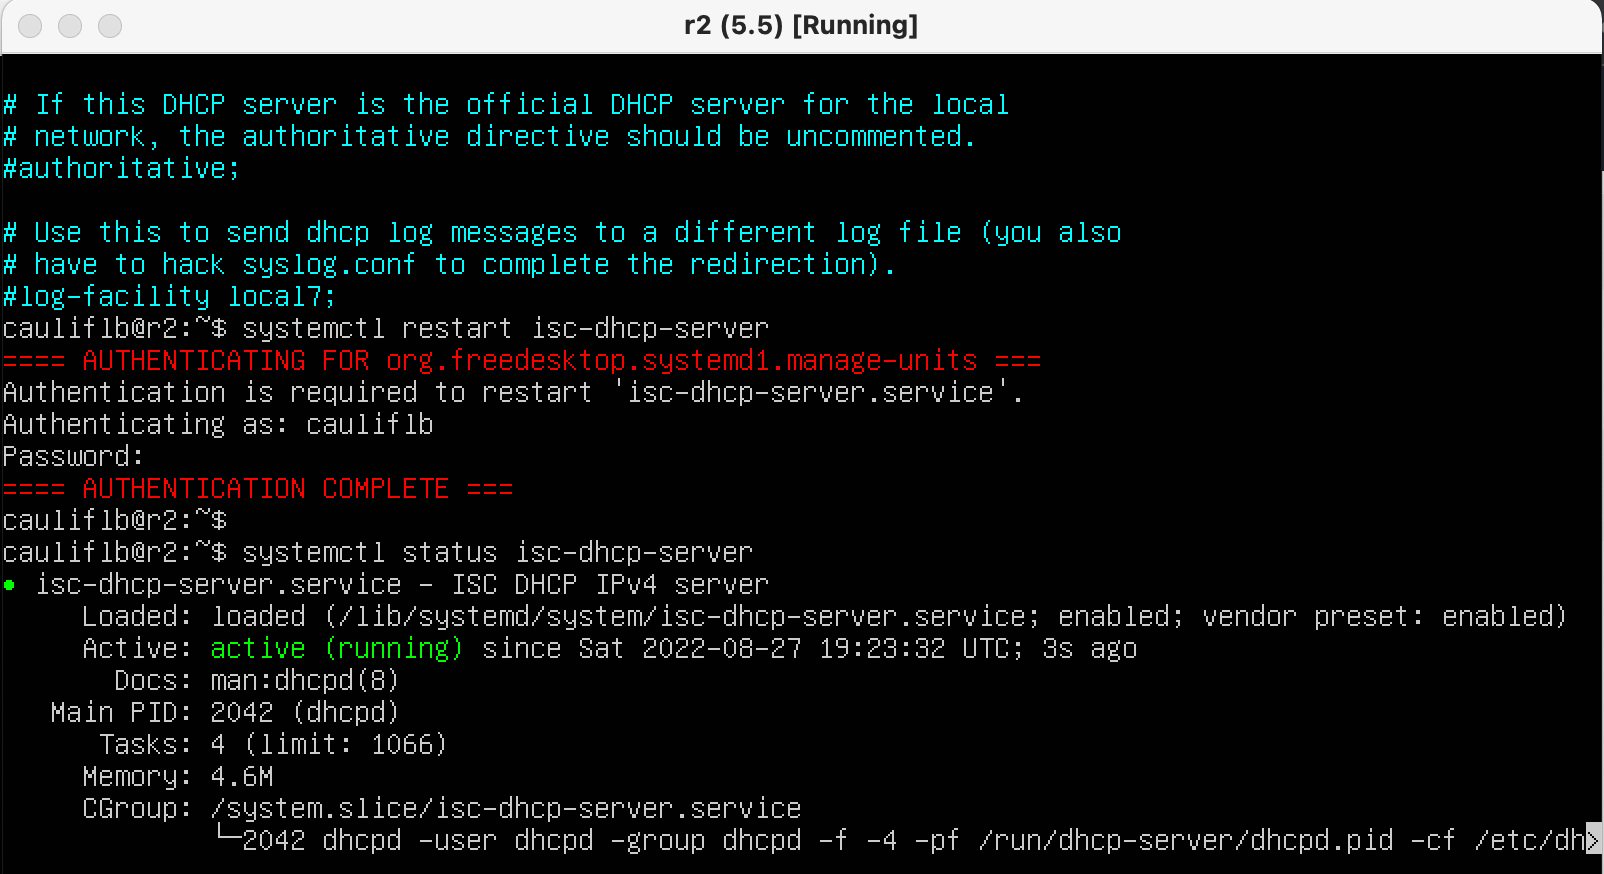 r2 (5.5) [Running]
# If this DHCP server is the official DHCP server for the local
# network, the authoritative directive should be uncommented.
#authoritative;
# Use this to send dhcp log messages to a different log file (you also
# have to hack syslog.conf to complete the redirection).
#log-facility local7;
cauliflb@r2:~$ systemctl restart isc-dhcp-server
==== AUTHENTICATING FOR org.freedesktop.systemd1.manage-units ===
Authentication is required to restart 'isc-dhcp-server.service'.
Authenticating as: cauliflb
Password:
==== AUTHENTICATION COMPLETE ===
cauliflb@r2:~$
cauliflb@r2:~$ systemctl status isc-dhcp-server
● isc-dhcp-server.service - ISC DHCP IPv4 server
Loaded: loaded (/lib/systemd/system/isc-dhcp-server.service; enabled; vendor preset: enabled)
Active: active (running) since Sat 2022-08-27 19:23:32 UTC; 3s ago
Docs: man:dhcpd(8)
Main PID: 2042 (dhcpd)
Tasks: 4 (limit: 1066)
Memory: 4.6M
CGroup: /system.slice/isc-dhcp-server.service
└─2042 dhcpd -user dhcpd -group dhcpd -f -4 -pf /run/dhcp-server/dhcpd.pid -cf /etc/dh>